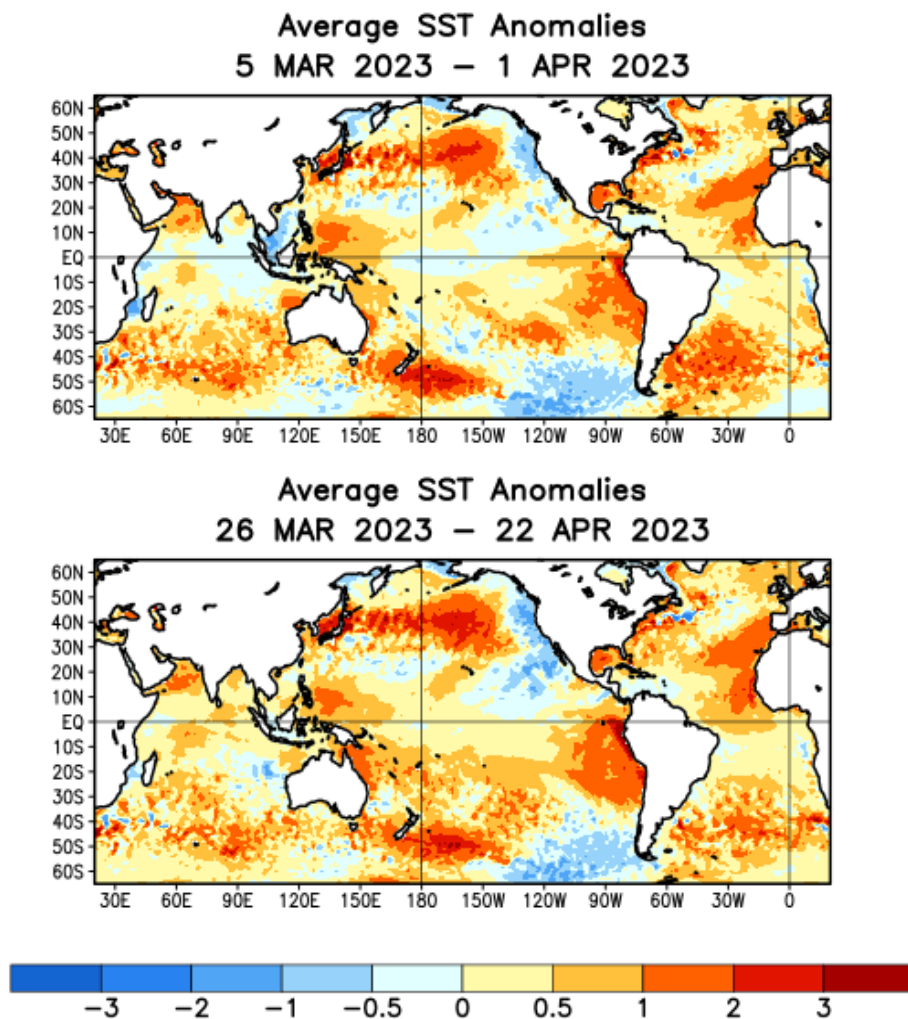 Average SST Anomalies
5 MAR 2023 – 1 APR 2023
60N
50N
40N
30N
20N
10N
EQ
10S
20S
30S
40S
50S
60S
30E 60E 90E 120E 150E 180 150W 120W 90W 60W 30W 0
Average SST Anomalies
26 MAR 2023 – 22 APR 2023
60N
50N
40N
30N
20N
10N
EQ
10S
20S
30S
40S
50S
60S
30E 60E 90E 120E 150E 180 150W 120W 90W 60W 30W 0
−3 −2 −1 −0.5 0 0.5 1 2 3